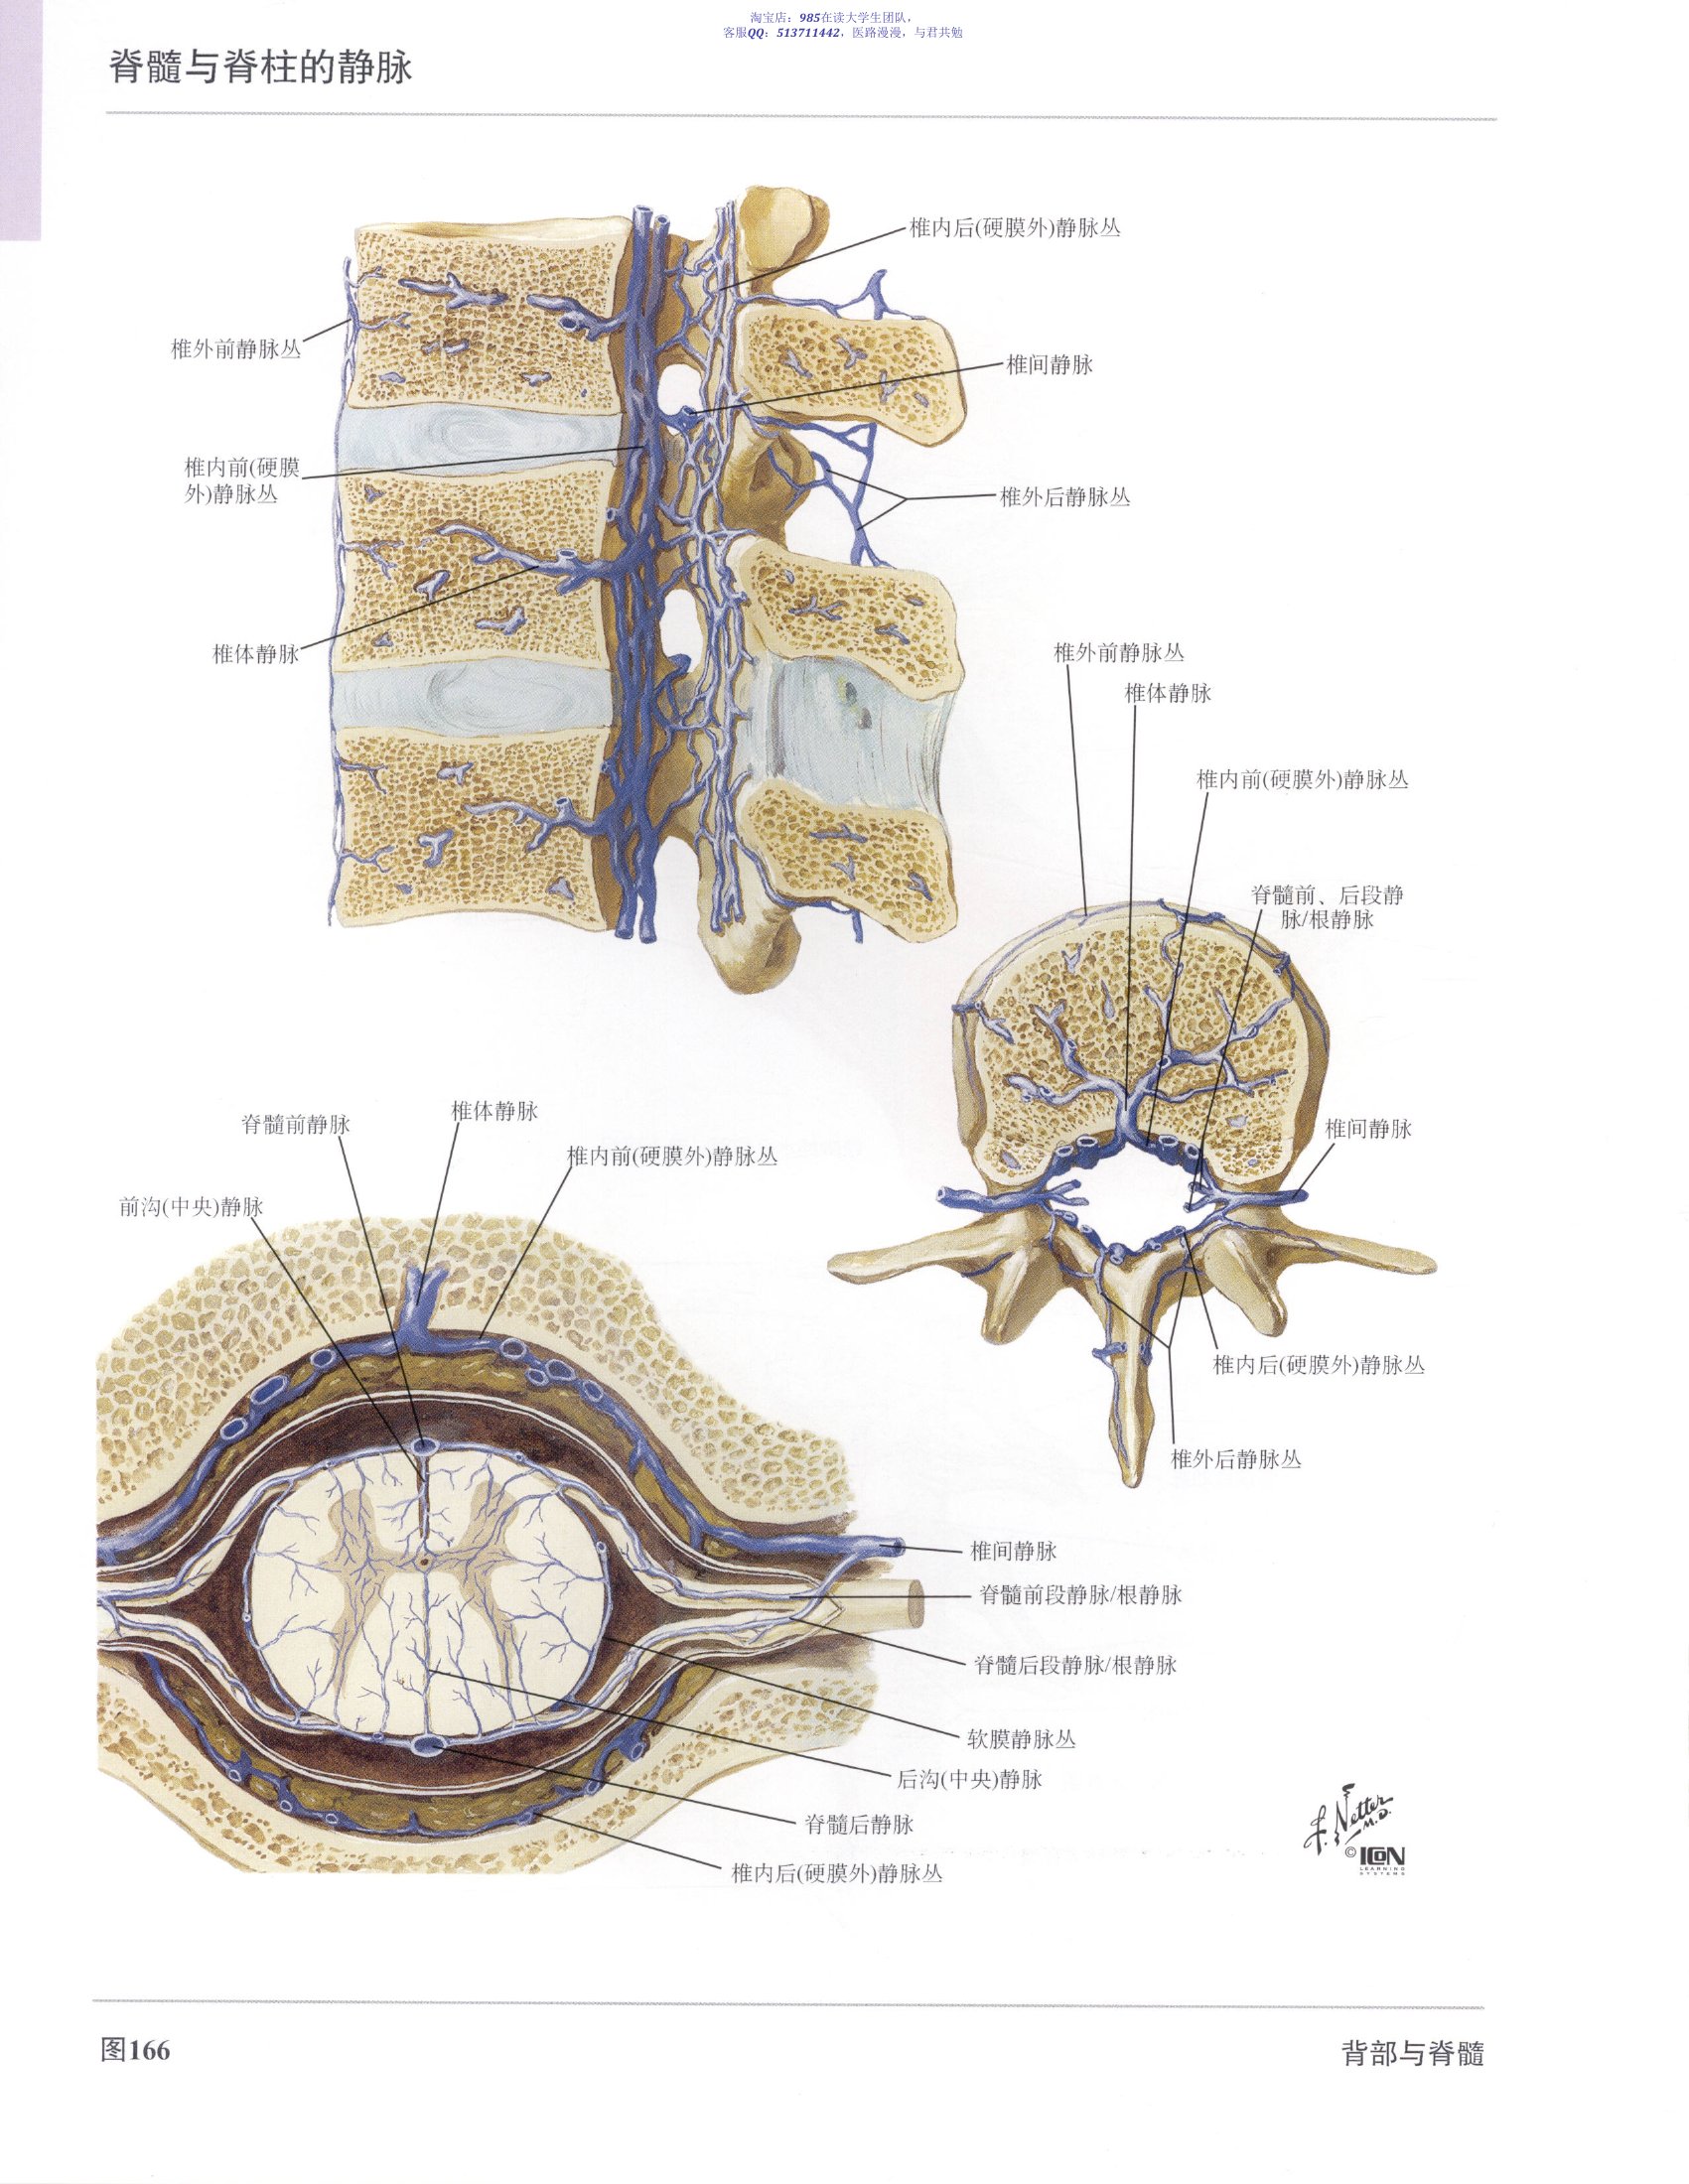 淘宝店：985在读大学生团队，
客服QQ：513711442，医路漫漫，与君共勉
脊髓与脊柱的静脉
椎内后(硬膜外)静脉丛
椎外前静脉丛
椎间静脉
椎内前(硬膜
外)静脉丛
椎外后静脉丛
椎体静脉
椎外前静脉丛
椎体静脉
椎内前(硬膜外)静脉丛
脊髓前、后段静
脉/根静脉
椎间静脉
椎内后(硬膜外)静脉丛
椎外后静脉丛
脊髓前静脉
椎体静脉
椎内前(硬膜外)静脉丛
前沟(中央)静脉
椎间静脉
脊髓前段静脉/根静脉
脊髓后段静脉/根静脉
软膜静脉丛
后沟(中央)静脉
脊髓后静脉
椎内后(硬膜外)静脉丛
F. Netter
M.D.
© ICON
LEARNING
SYSTEMS
图166
背部与脊髓